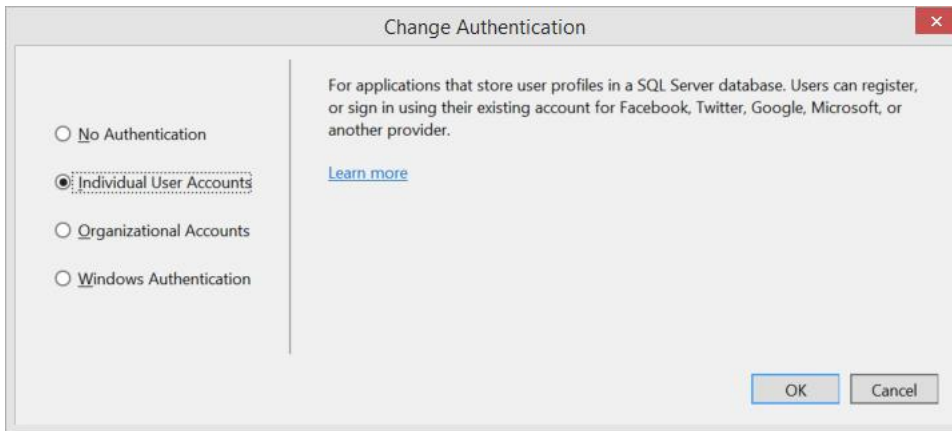 Change Authentication
No Authentication
Individual User Accounts
Organizational Accounts
Windows Authentication
For applications that store user profiles in a SQL Server database. Users can register,
or sign in using their existing account for Facebook, Twitter, Google, Microsoft, or
another provider.
Learn more
OK
Cancel